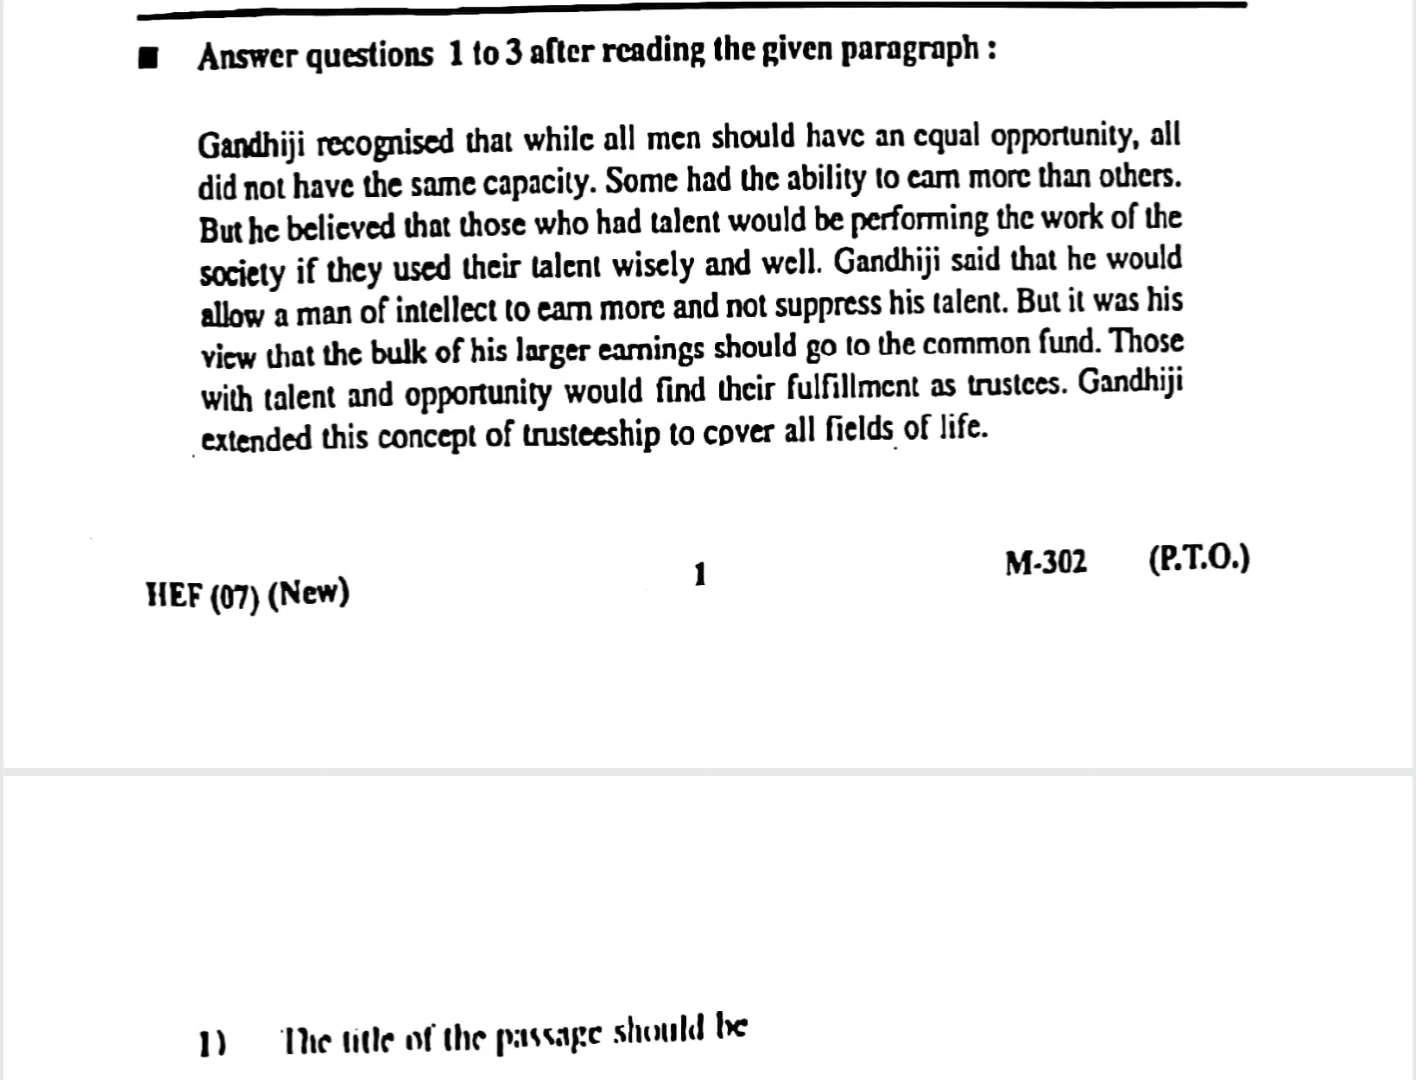 ■ Answer questions 1 to 3 after reading the given paragraph :
Gandhiji recognised that while all men should have an equal opportunity, all
did not have the same capacity. Some had the ability to earn more than others.
But he believed that those who had talent would be performing the work of the
society if they used their talent wisely and well. Gandhiji said that he would
allow a man of intellect to earn more and not suppress his talent. But it was his
view that the bulk of his larger earnings should go to the common fund. Those
with talent and opportunity would find their fulfillment as trustees. Gandhiji
extended this concept of trusteeship to cover all fields of life.
HEF (07) (New) 1 M-302 (P.T.O.)
1) The title of the passage should be